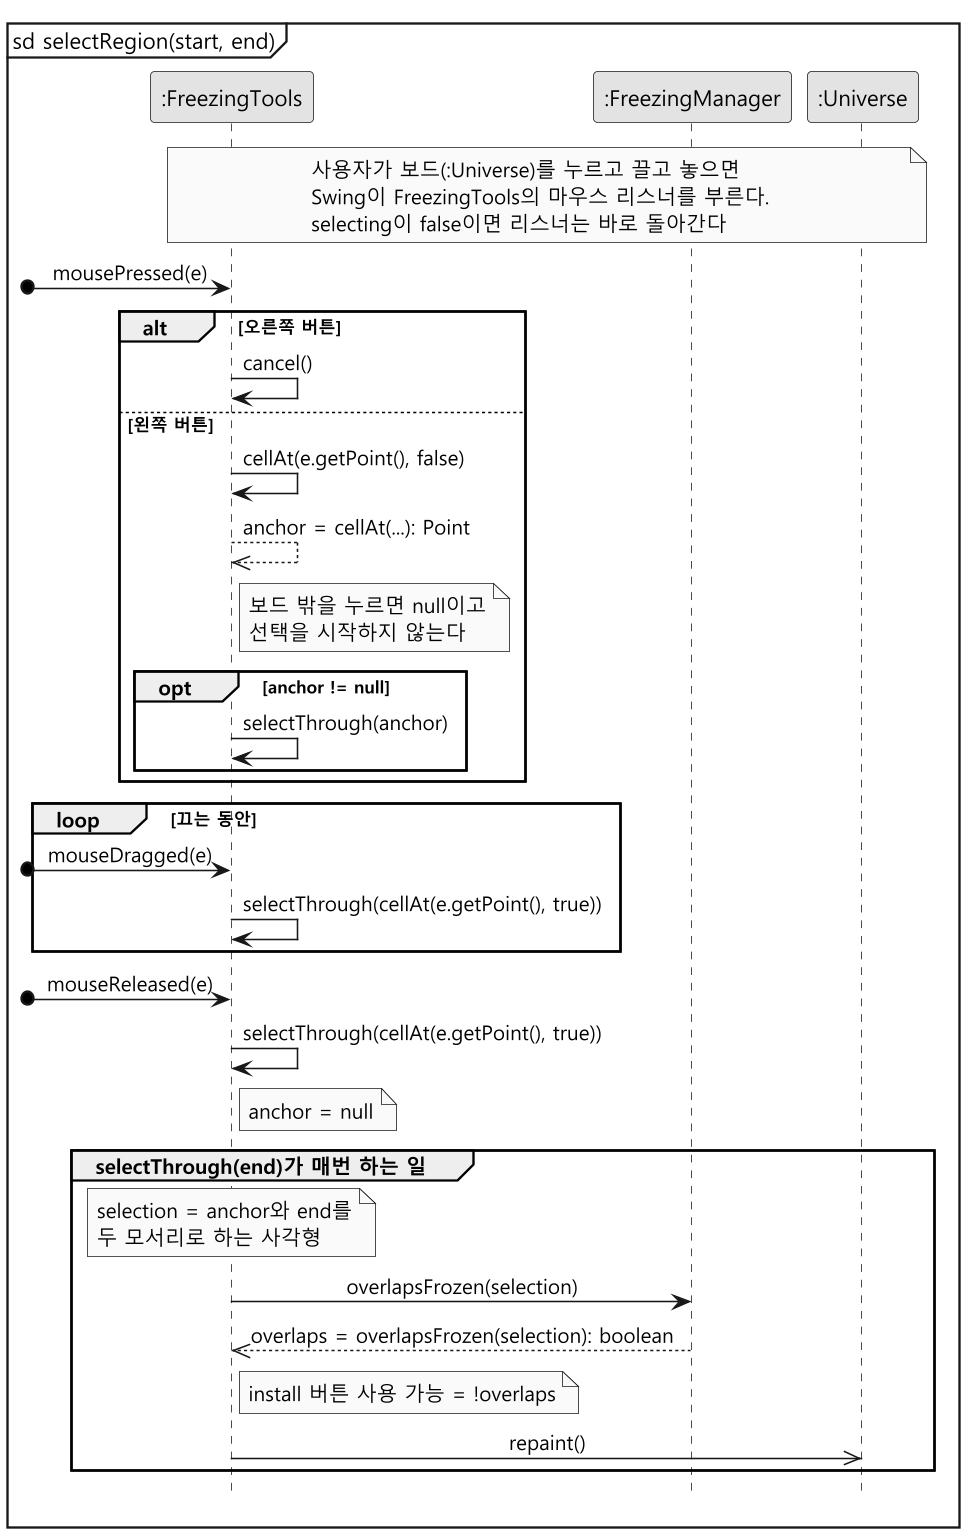 sd selectRegion(start, end)
:FreezingTools
:FreezingManager
:Universe
사용자가 보드(:Universe)를 누르고 끌고 놓으면
Swing이 FreezingTools의 마우스 리스너를 부른다.
selecting이 false이면 리스너는 바로 돌아간다
mousePressed(e)
alt [오른쪽 버튼]
cancel()
[왼쪽 버튼]
cellAt(e.getPoint(), false)
anchor = cellAt(...): Point
보드 밖을 누르면 null이고
선택을 시작하지 않는다
opt [anchor != null]
selectThrough(anchor)
loop [끄는 동안]
mouseDragged(e)
selectThrough(cellAt(e.getPoint(), true))
mouseReleased(e)
selectThrough(cellAt(e.getPoint(), true))
anchor = null
selectThrough(end)가 매번 하는 일
selection = anchor와 end를
두 모서리로 하는 사각형
overlapsFrozen(selection)
overlaps = overlapsFrozen(selection): boolean
install 버튼 사용 가능 = !overlaps
repaint()